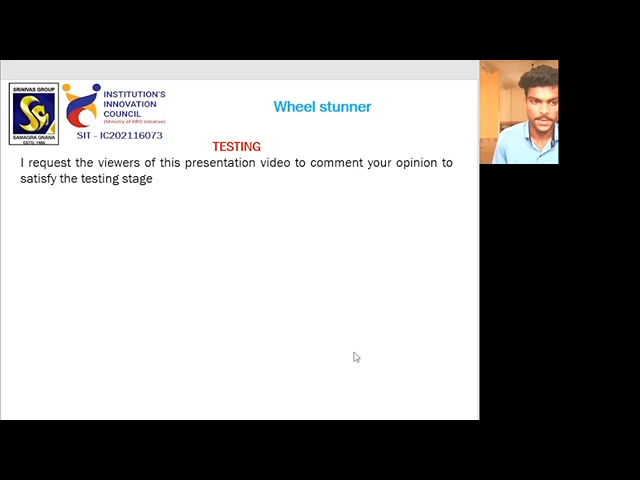 SRINIVAS GROUP
SAMAGRA GNANA
ESTD. 1988
INSTITUTION'S
INNOVATION
COUNCIL
(Ministry of HRD Initiative)
SIT - IC202116073
Wheel stunner
TESTING
I request the viewers of this presentation video to comment your opinion to
satisfy the testing stage